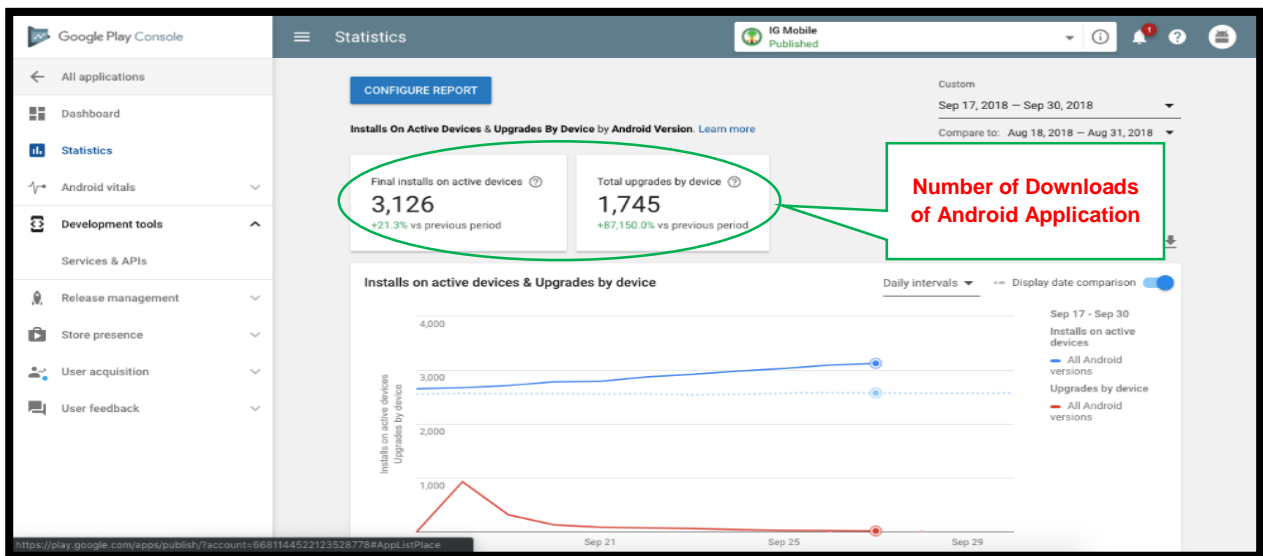 Google Play Console
Statistics
IG Mobile
Published
1
All applications
Dashboard
Statistics
Android vitals
Development tools
Services & APIs
Release management
Store presence
User acquisition
User feedback
CONFIGURE REPORT
Custom
Sep 17, 2018 – Sep 30, 2018
Compare to: Aug 18, 2018 – Aug 31, 2018
Installs On Active Devices & Upgrades By Device by Android Version. Learn more
Final installs on active devices
3,126
+21.3% vs previous period
Total upgrades by device
1,745
+87,150.0% vs previous period
Number of Downloads
of Android Application
Installs on active devices & Upgrades by device
Daily intervals
Display date comparison
4,000
3,000
2,000
1,000
Installs on active devices
Upgrades by device
Sep 17 - Sep 30
Installs on active
devices
All Android
versions
Upgrades by device
All Android
versions
Sep 21
Sep 25
Sep 29
https://play.google.com/apps/publish/?account=6681144522123528778#AppListPlace